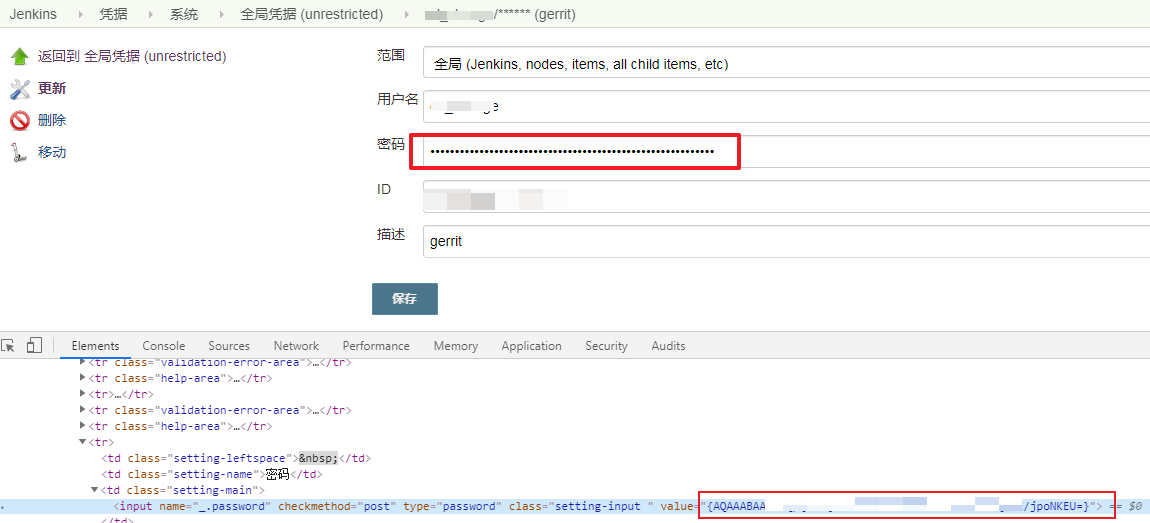 Jenkins 凭据 系统 全局凭据 (unrestricted) /****** (gerrit)
返回到 全局凭据 (unrestricted)
更新
删除
移动
范围 全局 (Jenkins, nodes, items, all child items, etc)
用户名
密码 •••••••••••••••••••••••••••••••••••••••••••••••••••••••••
ID
描述 gerrit
保存
Elements Console Sources Network Performance Memory Application Security Audits
<tr class="validation-error-area">…</tr>
<tr class="help-area">…</tr>
<tr>…</tr>
<tr class="validation-error-area">…</tr>
<tr class="help-area">…</tr>
<tr>
<td class="setting-leftspace">&nbsp;</td>
<td class="setting-name">密码</td>
<td class="setting-main">
<input name="_.password" checkmethod="post" type="password" class="setting-input " value="{AQAAABAA /jpoNKEU=}"> == $0
</td>